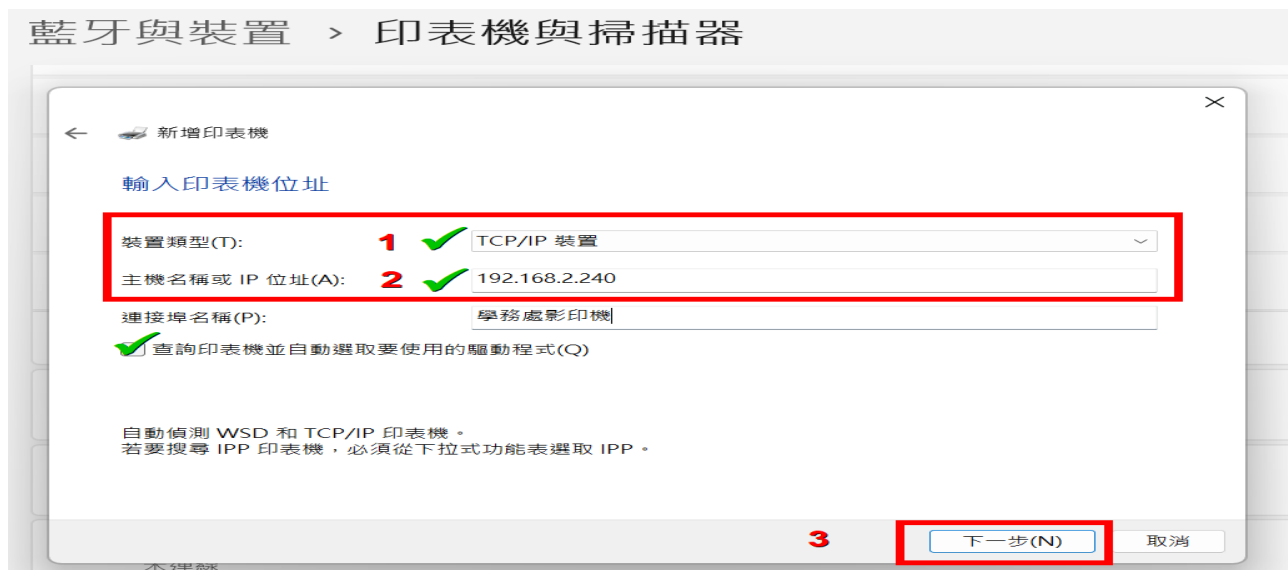 藍牙與裝置 › 印表機與掃描器
新增印表機
輸入印表機位址
裝置類型(T): 1 TCP/IP 裝置
主機名稱或 IP 位址(A): 2 192.168.2.240
連接埠名稱(P): 學務處影印機
查詢印表機並自動選取要使用的驅動程式(Q)
自動偵測 WSD 和 TCP/IP 印表機。
若要搜尋 IPP 印表機，必須從下拉式功能表選取 IPP。
3 下一步(N) 取消
未連線